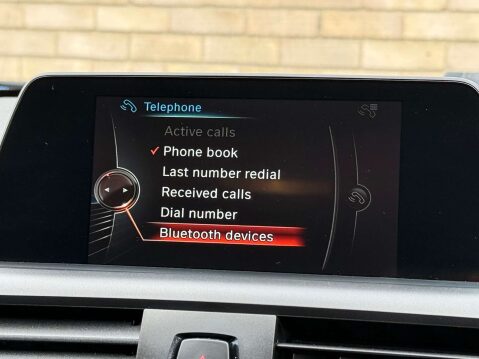 Telephone
Active calls
Phone book
Last number redial
Received calls
Dial number
Bluetooth devices